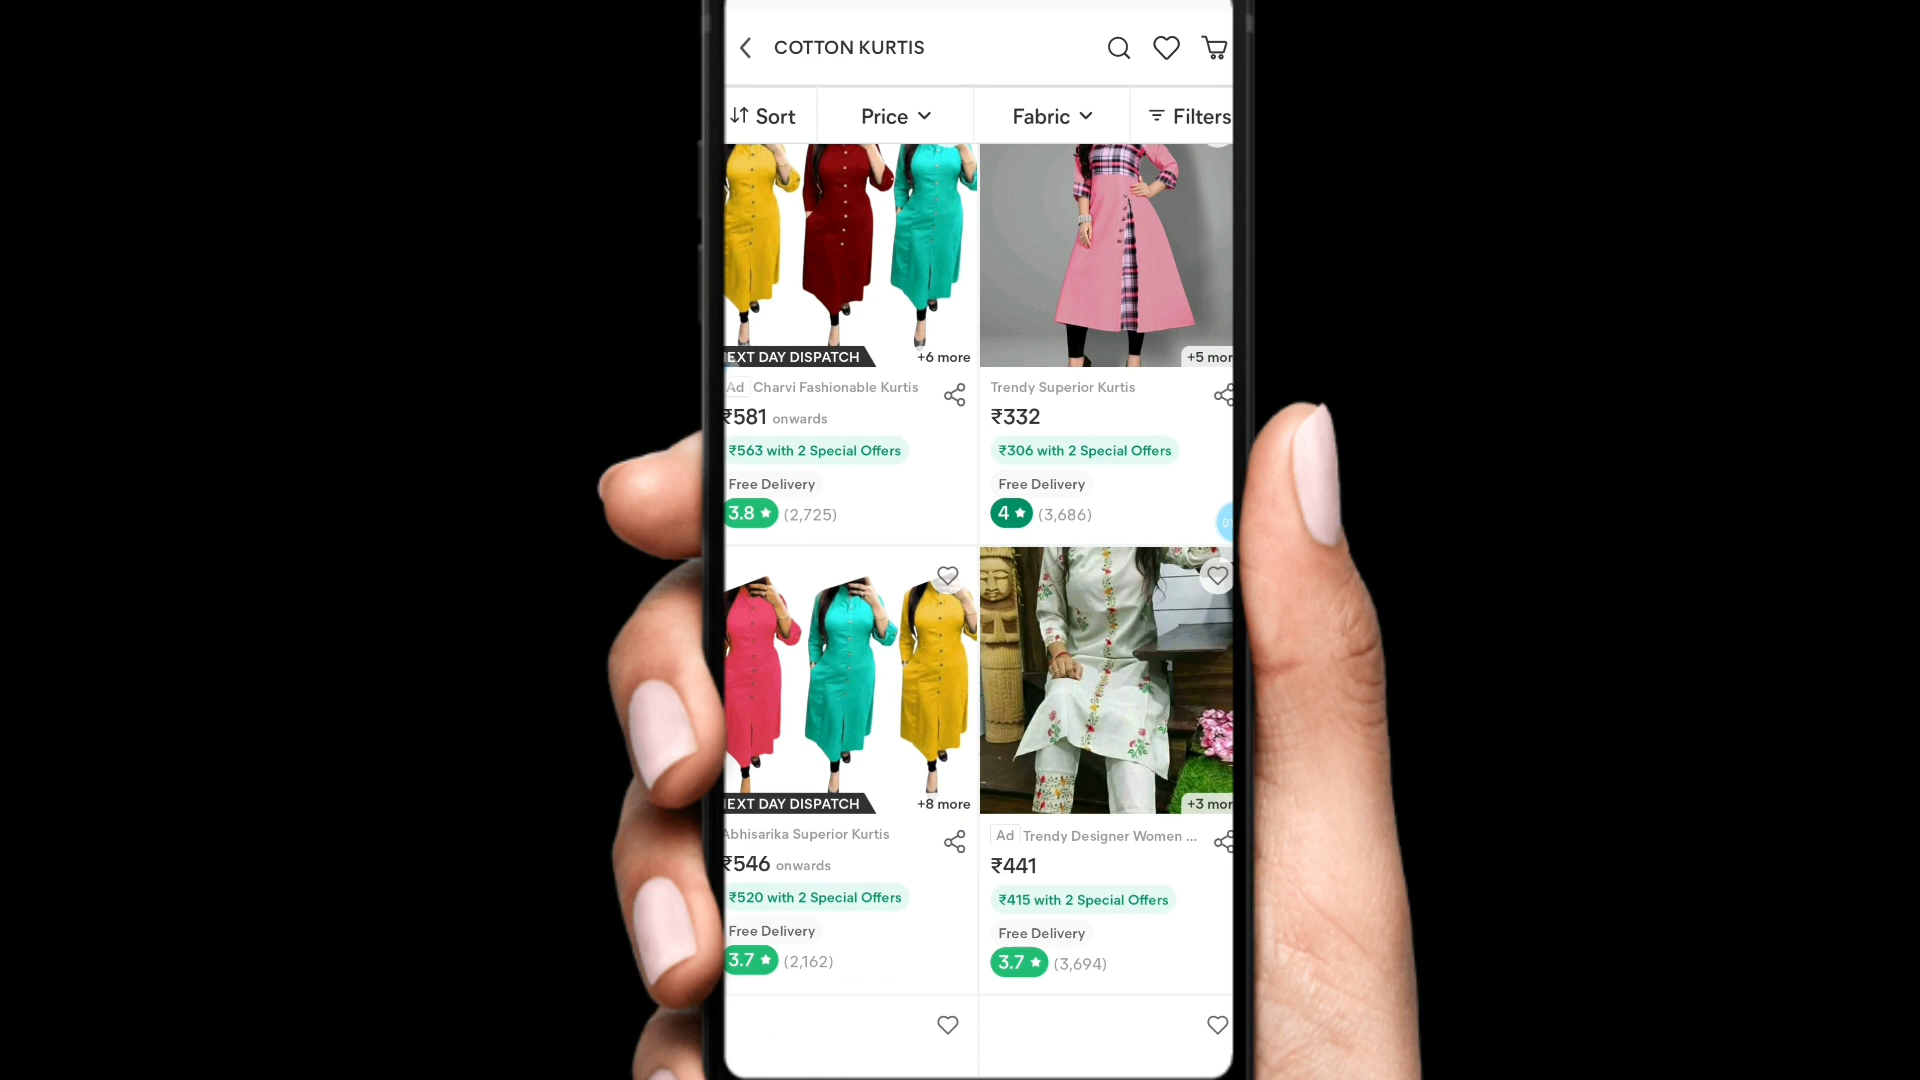 COTTON KURTIS
Sort
Price
Fabric
Filters
EXT DAY DISPATCH
+6 more
+5 mor
Ad Charvi Fashionable Kurtis
Trendy Superior Kurtis
₹581 onwards
₹332
₹563 with 2 Special Offers
₹306 with 2 Special Offers
Free Delivery
Free Delivery
3.8 ★ (2,725)
4 ★ (3,686)
EXT DAY DISPATCH
+8 more
+3 mor
Abhisarika Superior Kurtis
Ad Trendy Designer Women ...
₹546 onwards
₹441
₹520 with 2 Special Offers
₹415 with 2 Special Offers
Free Delivery
Free Delivery
3.7 ★ (2,162)
3.7 ★ (3,694)